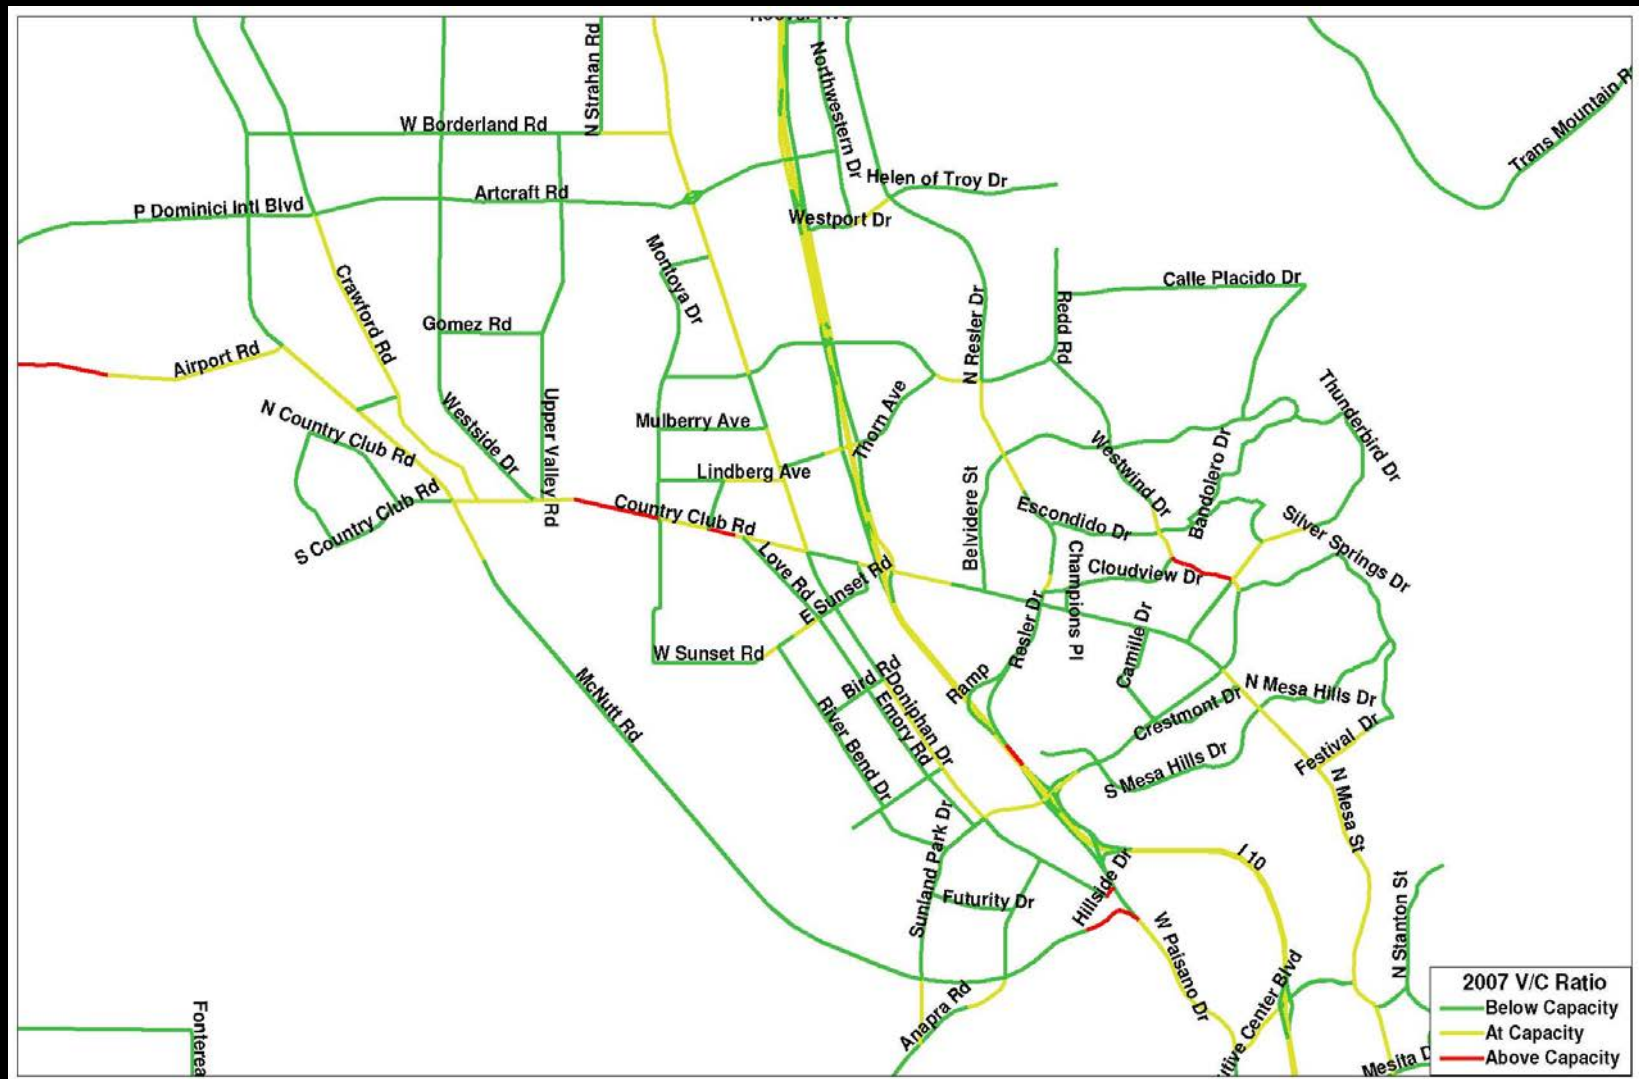 N Strahan Rd
Northwestern Dr
W Borderland Rd
Trans Mountain
Helen of Troy Dr
Artcraft Rd
P Dominici Intl Blvd
Westport Dr
Montoya Dr
Crawford Rd
Calle Placido Dr
N Resler Dr
Redd Rd
Gomez Rd
Airport Rd
Thunderbird Dr
Thorn Ave
Upper Valley Rd
Westside Dr
N Country Club Rd
Mulberry Ave
Westwind Dr
Bandolero Dr
Lindberg Ave
Belvidere St
S Country Club Rd
Country Club Rd
Escondido Dr
Silver Springs Dr
Love Rd
E Sunset Rd
Champions Pl
Cloudview Dr
Resler Dr
Camille Dr
W Sunset Rd
Bird Rd
Ramp
McNutt Rd
River Bend Dr
Emory Rd
Doniphan Dr
N Mesa Hills Dr
Crestmont Dr
Festival Dr
S Mesa Hills Dr
N Mesa St
Sunland Park Dr
I 10
Hillside Dr
Futurity Dr
N Stanton St
W Paisano Dr
Anapra Rd
Center Blvd
Mesita
Fonterea
2007 V/C Ratio
Below Capacity
At Capacity
Above Capacity